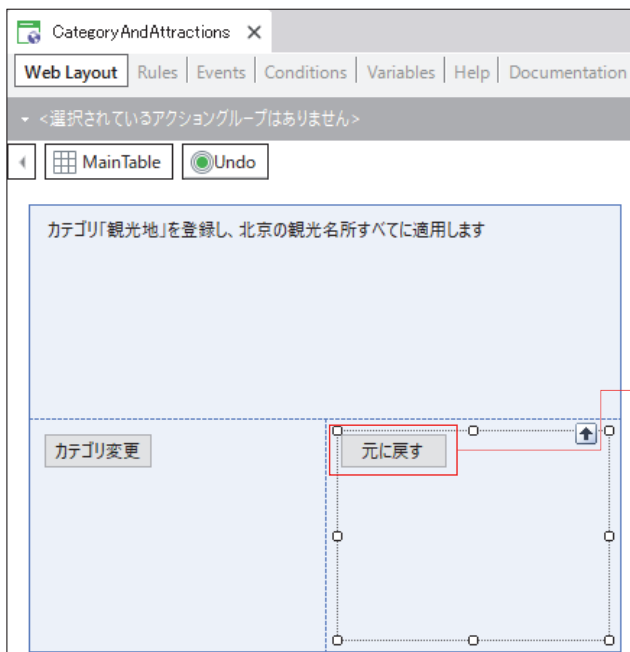 CategoryAndAttractions
Web Layout Rules Events Conditions Variables Help Documentation
<選択されているアクショングループはありません>
MainTable Undo
カテゴリ「観光地」を登録し、北京の観光名所すべてに適用します
カテゴリ変更 元に戻す